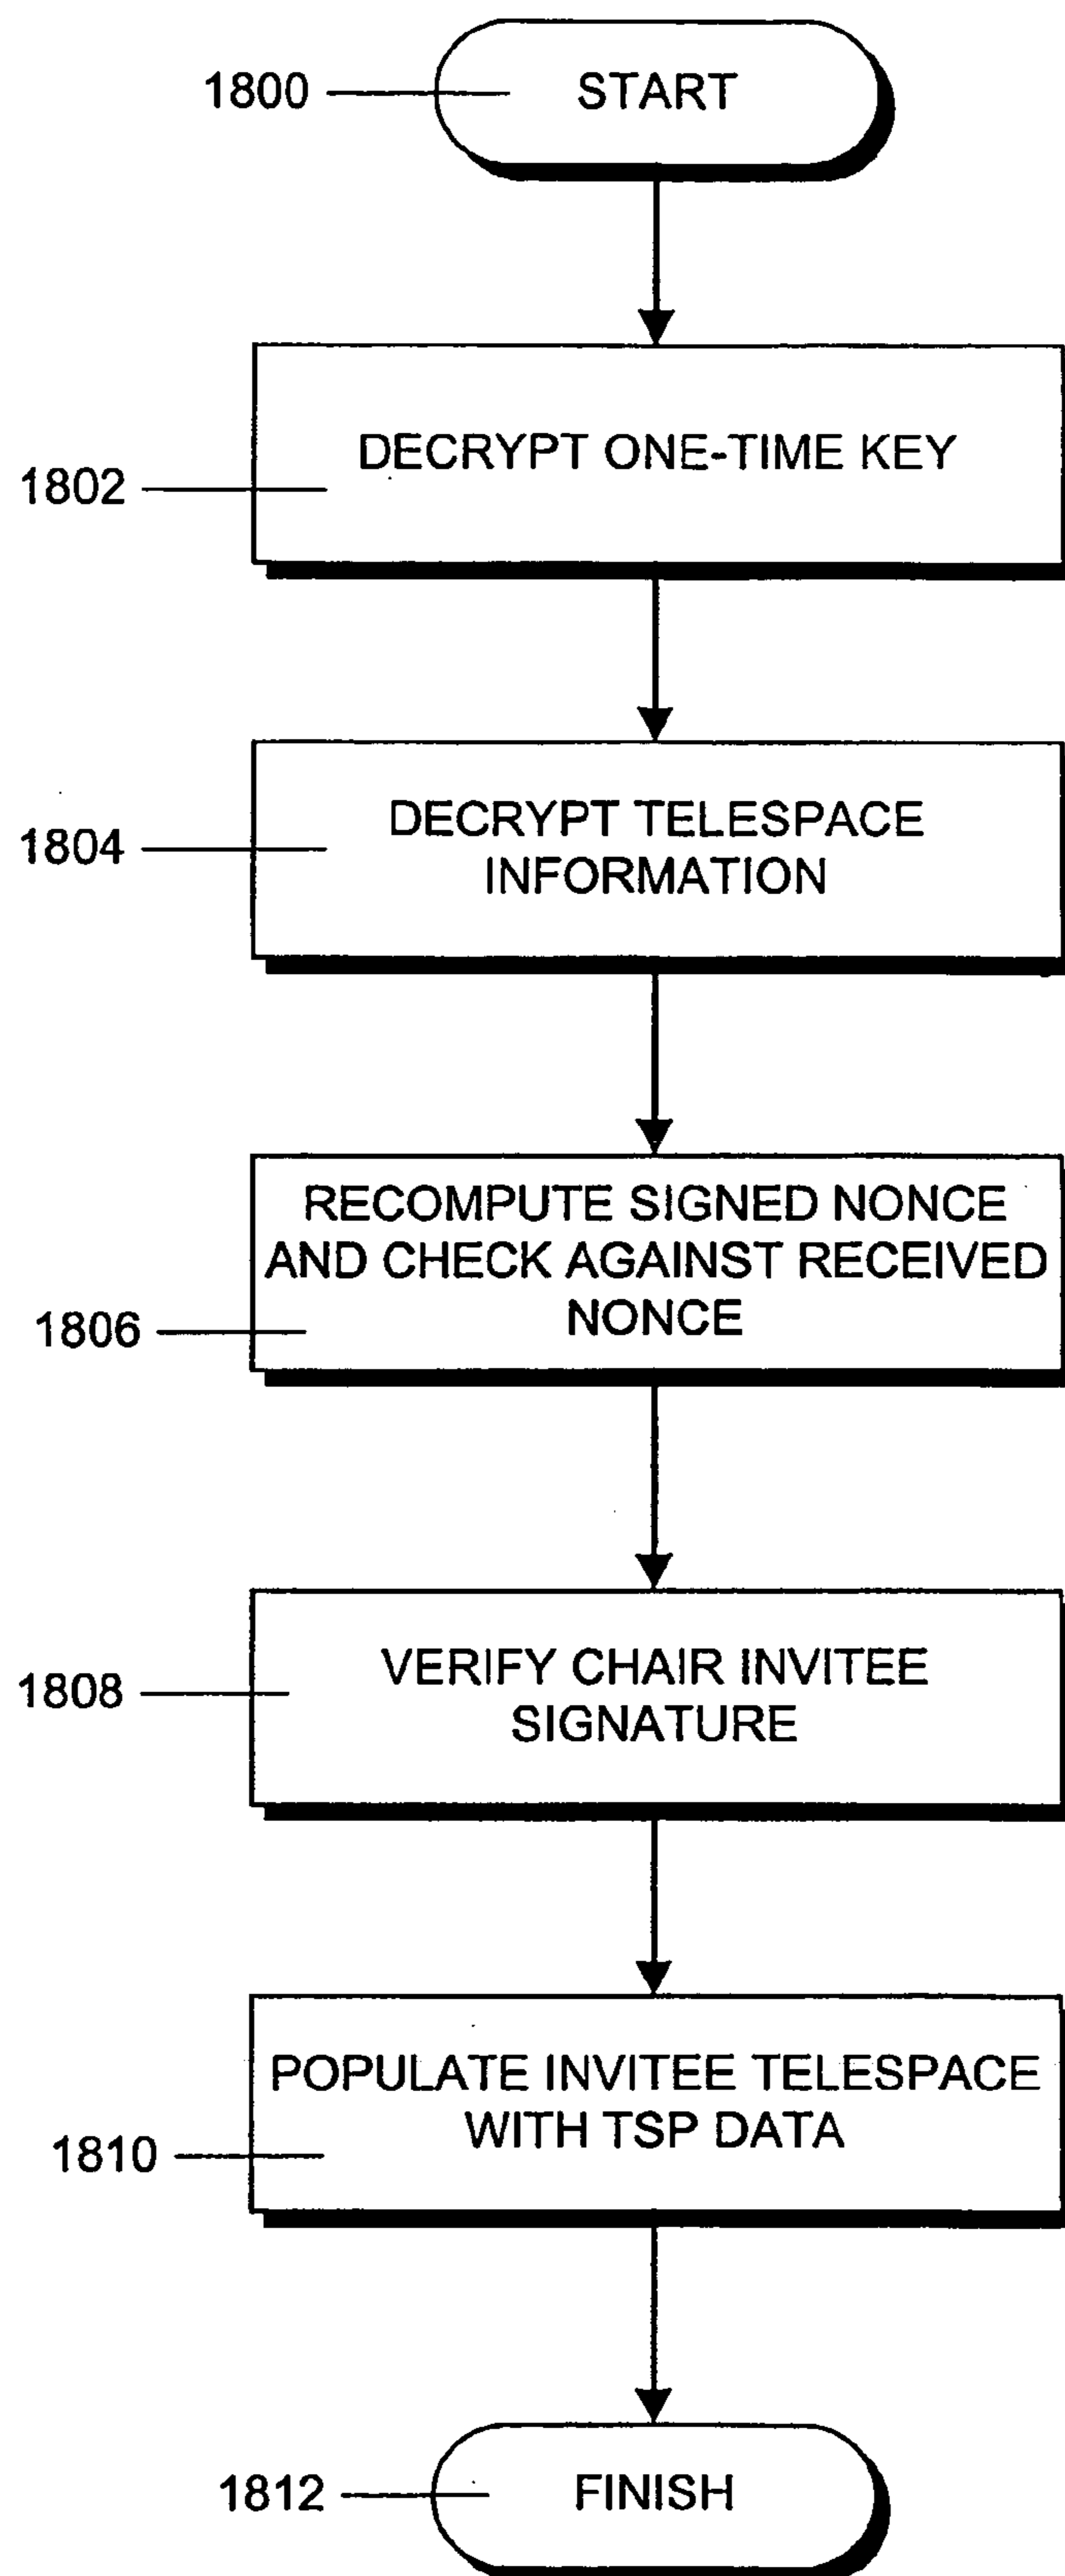 1800
START
DECRYPT ONE-TIME KEY
1802
DECRYPT TELESPACE
INFORMATION
1804
RECOMPUTE SIGNED NONCE
AND CHECK AGAINST RECEIVED
NONCE
1806
VERIFY CHAIR INVITEE
SIGNATURE
1808
POPULATE INVITEE TELESPACE
WITH TSP DATA
1810
1812
FINISH